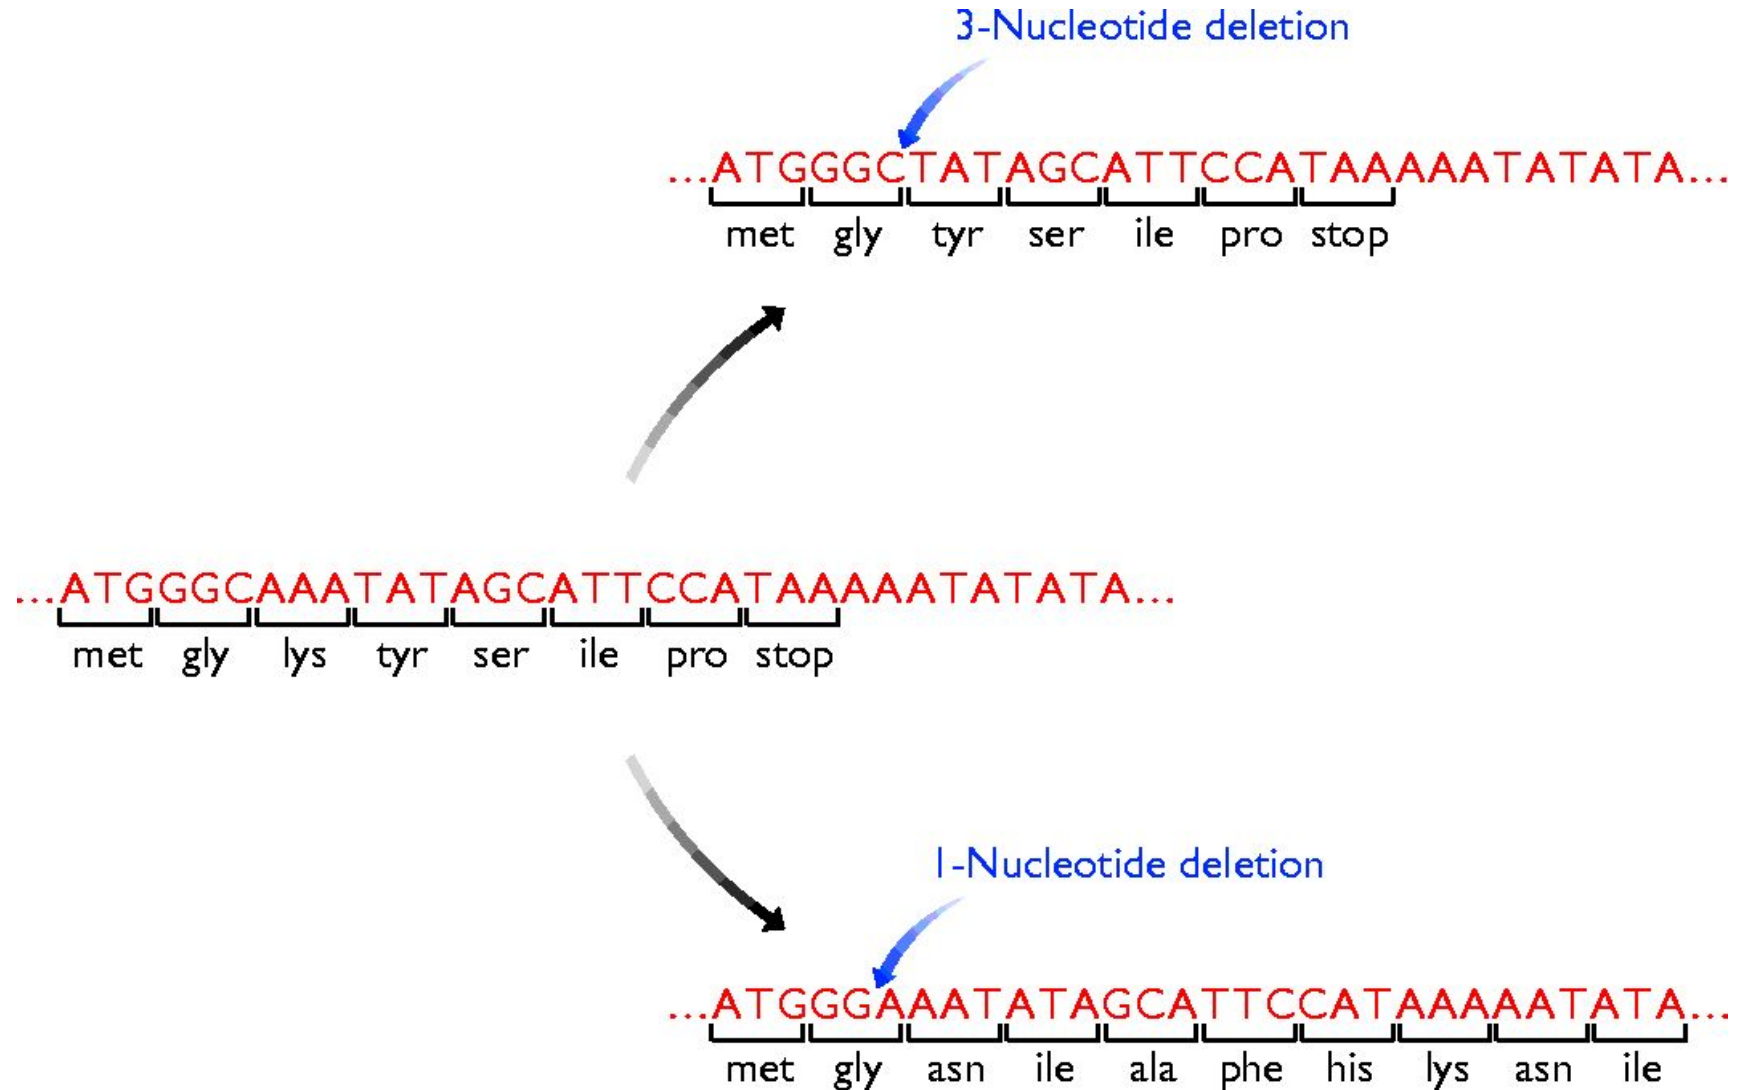 3-Nucleotide deletion
...ATGGGCTATAGCATTCCATAAAAATATATA...
met gly tyr ser ile pro stop
...ATGGGCAAATATAGCATTCCATAAAAATATATA...
met gly lys tyr ser ile pro stop
1-Nucleotide deletion
...ATGGGAAATATAGCATTCCATAAAAATATA...
met gly asn ile ala phe his lys asn ile